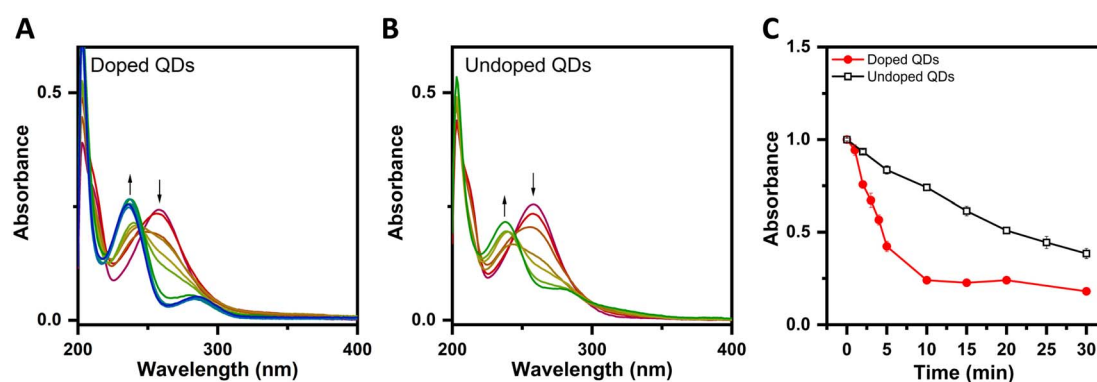 A
Doped QDs
0.5
0.0
200
300
400
Absorbance
Wavelength (nm)
B
Undoped QDs
0.5
0.0
200
300
400
Absorbance
Wavelength (nm)
C
Doped QDs
Undoped QDs
1.5
1.0
0.5
0.0
0 5 10 15 20 25 30
Absorbance
Time (min)